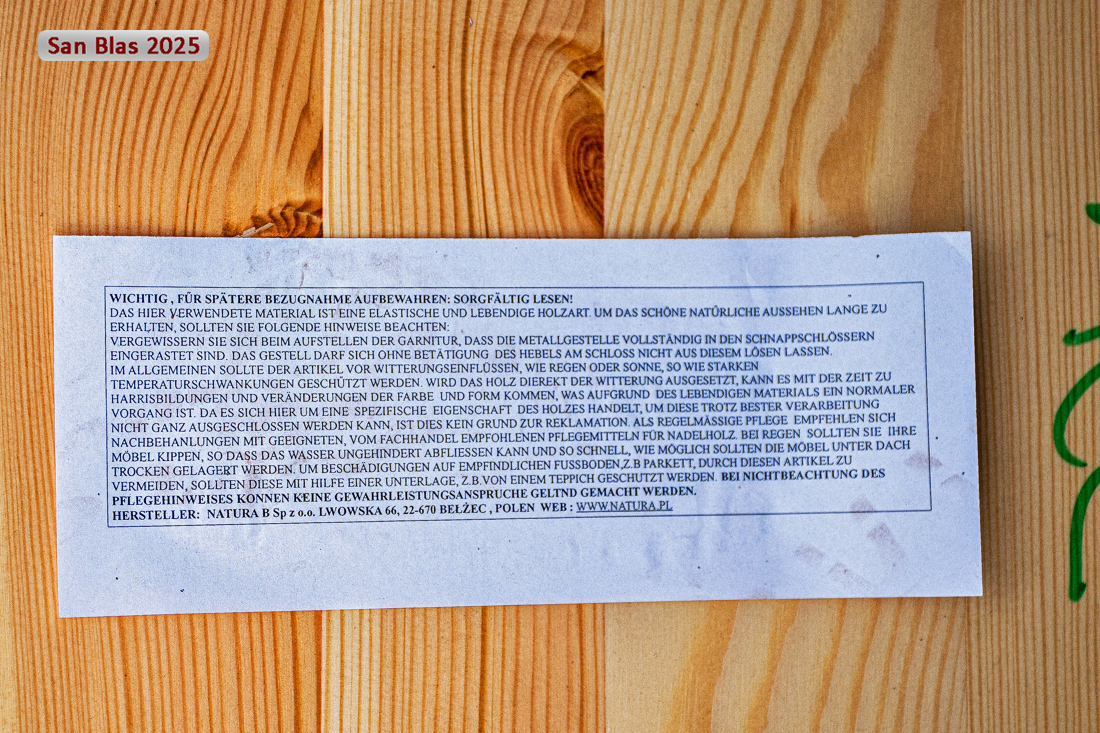 San Blas 2025
WICHTIG , FÜR SPÄTERE BEZUGNAHME AUFBEWAHREN: SORGFÄLTIG LESEN!
DAS HIER VERWENDETE MATERIAL IST EINE ELASTISCHE UND LEBENDIGE HOLZART. UM DAS SCHÖNE NATÜRLICHE AUSSEHEN LANGE ZU
ERHALTEN, SOLLTEN SIE FOLGENDE HINWEISE BEACHTEN:
VERGEWISSERN SIE SICH BEIM AUFSTELLEN DER GARNITUR, DASS DIE METALLGESTELLE VOLLSTÄNDIG IN DEN SCHNAPPSCHLÖSSERN
EINGERASTET SIND. DAS GESTELL DARF SICH OHNE BETÄTIGUNG DES HEBELS AM SCHLOSS NICHT AUS DIESEM LÖSEN LASSEN.
IM ALLGEMEINEN SOLLTE DER ARTIKEL VOR WITTERUNGSEINFLÜSSEN, WIE REGEN ODER SONNE, SO WIE STARKEN
TEMPERATURSCHWANKUNGEN GESCHÜTZT WERDEN. WIRD DAS HOLZ DIEREKT DER WITTERUNG AUSGESETZT, KANN ES MIT DER ZEIT ZU
HARRISBILDUNGEN UND VERÄNDERUNGEN DER FARBE UND FORM KOMMEN, WAS AUFGRUND DES LEBENDIGEN MATERIALS EIN NORMALER
VORGANG IST. DA ES SICH HIER UM EINE SPEZIFISCHE EIGENSCHAFT DES HOLZES HANDELT, UM DIESE TROTZ BESTER VERARBEITUNG
NICHT GANZ AUSGESCHLOSSEN WERDEN KANN, IST DIES KEIN GRUND ZUR REKLAMATION. ALS REGELMÄSSIGE PFLEGE EMPFEHLEN SICH
NACHBEHANLUNGEN MIT GEEIGNETEN, VOM FACHHANDEL EMPFOHLENEN PFLEGEMITTELN FÜR NADELHOLZ. BEI REGEN SOLLTEN SIE IHRE
MÖBEL KIPPEN, SO DASS DAS WASSER UNGEHINDERT ABFLIESSEN KANN UND SO SCHNELL, WIE MÖGLICH SOLLTEN DIE MÖBEL UNTER DACH
TROCKEN GELAGERT WERDEN. UM BESCHÄDIGUNGEN AUF EMPFINDLICHEN FUSSBODEN,Z.B PARKETT, DURCH DIESEN ARTIKEL ZU
VERMEIDEN, SOLLTEN DIESE MIT HILFE EINER UNTERLAGE, Z.B.VON EINEM TEPPICH GESCHUTZT WERDEN. BEI NICHTBEACHTUNG DES
PFLEGEHINWEISES KONNEN KEINE GEWAHRLEISTUNGSANSPRUCHE GELTND GEMACHT WERDEN.
HERSTELLER: NATURA B Sp z o.o. LWOWSKA 66, 22-670 BEŁŻEC , POLEN WEB : WWW.NATURA.PL